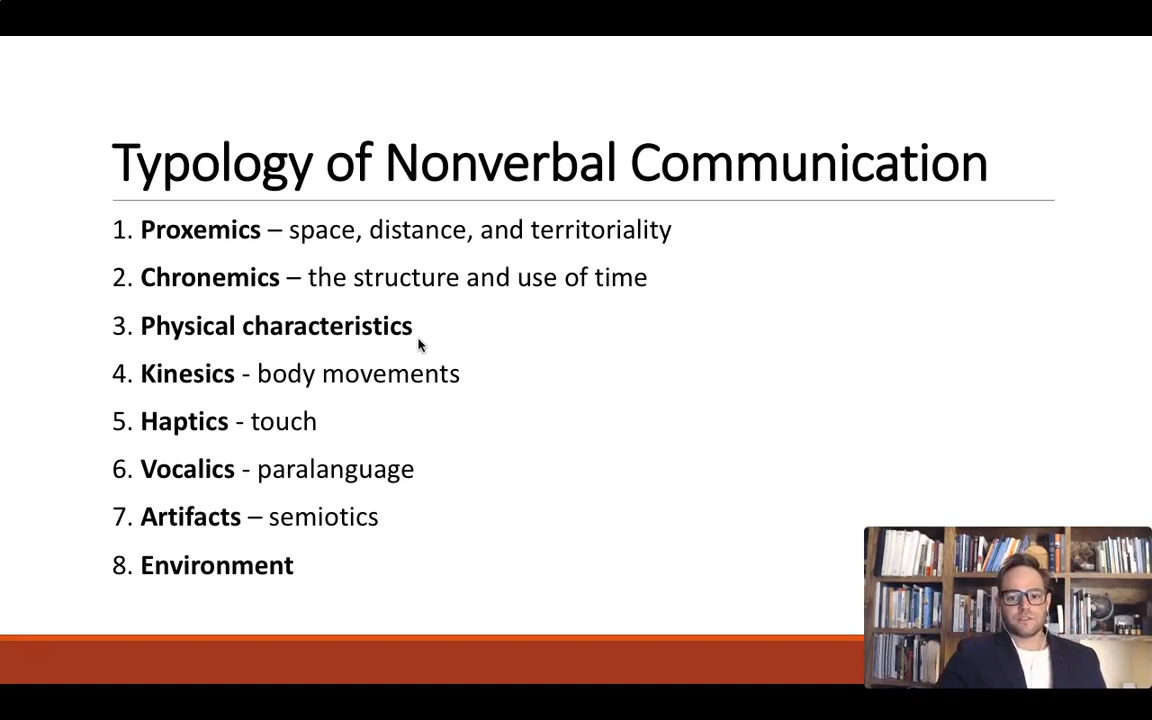 Typology of Nonverbal Communication
1. Proxemics – space, distance, and territoriality
2. Chronemics – the structure and use of time
3. Physical characteristics
4. Kinesics - body movements
5. Haptics - touch
6. Vocalics - paralanguage
7. Artifacts – semiotics
8. Environment